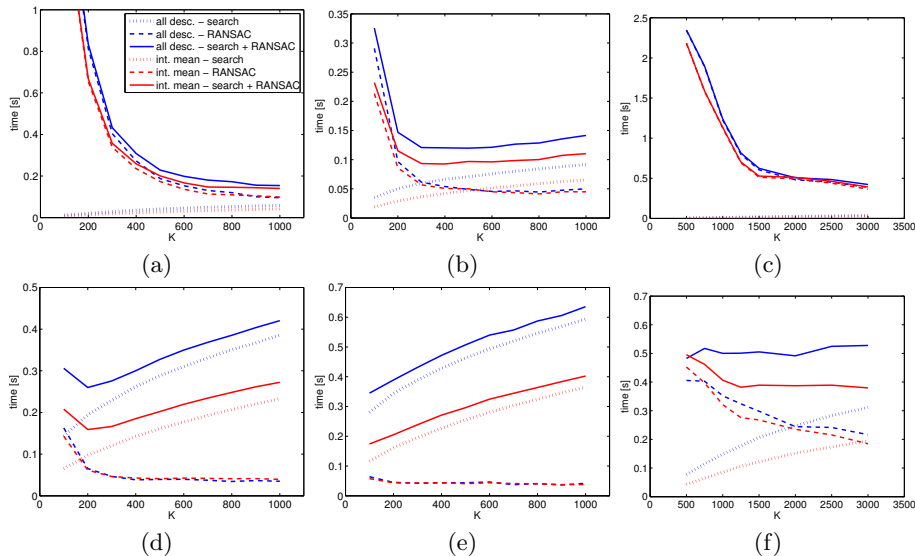 1
0.8
0.6
0.4
0.2
0
0 200 400 600 800 1000
time [s]
K
all desc. – search
all desc. – RANSAC
all desc. – search + RANSAC
int. mean – search
int. mean – RANSAC
int. mean – search + RANSAC
(a)
0.35
0.3
0.25
0.2
0.15
0.1
0.05
0
0 200 400 600 800 1000
time [s]
K
(b)
2.5
2
1.5
1
0.5
0
0 500 1000 1500 2000 2500 3000 3500
time [s]
K
(c)
0.5
0.4
0.3
0.2
0.1
0
0 200 400 600 800 1000
time [s]
K
(d)
0.7
0.6
0.5
0.4
0.3
0.2
0.1
0
0 200 400 600 800 1000
time [s]
K
(e)
0.7
0.6
0.5
0.4
0.3
0.2
0.1
0
0 500 1000 1500 2000 2500 3000 3500
time [s]
K
(f)